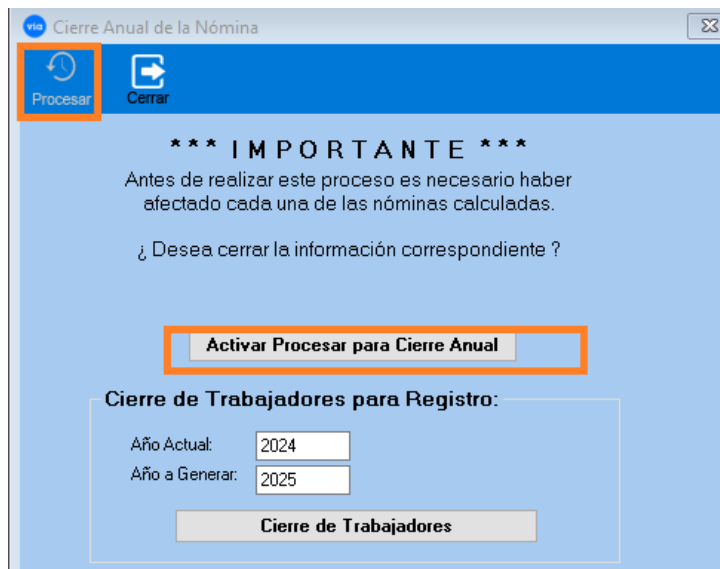 via Cierre Anual de la Nómina
Procesar
Cerrar
* * * I M P O R T A N T E * * *
Antes de realizar este proceso es necesario haber
afectado cada una de las nóminas calculadas.
¿ Desea cerrar la información correspondiente ?
Activar Procesar para Cierre Anual
Cierre de Trabajadores para Registro:
Año Actual: 2024
Año a Generar: 2025
Cierre de Trabajadores